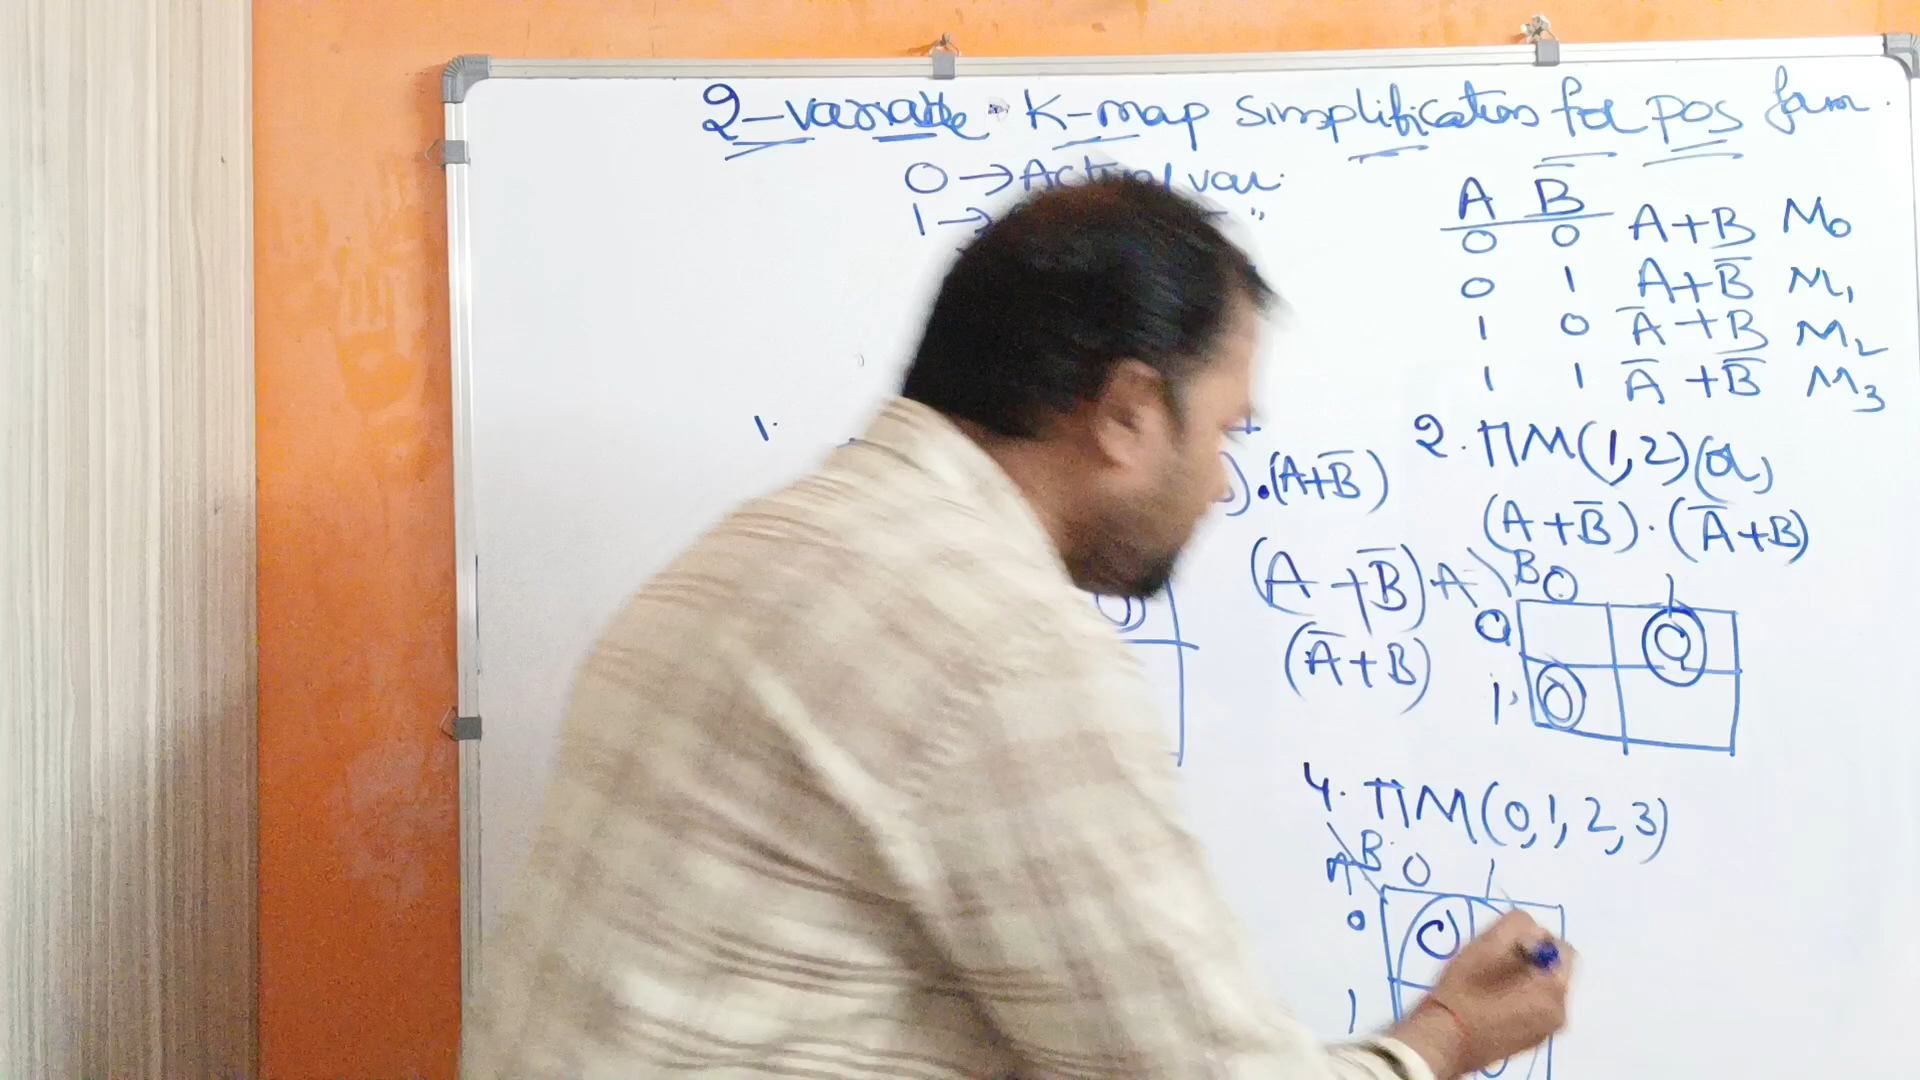 2-variable K-map simplification for POS form.
0 → Actual var.
1 → "
A B
0 0 A+B M0
0 1 A+B̅ M1
1 0 A̅+B M2
1 1 A̅+B̅ M3
1.
).(A+B̅)
2. ΠM(1,2)(a)
(A+B̅).(A̅+B)
(A+B̅)
(A̅+B)
A\B 0 1
0 0
1 0
4. ΠM(0,1,2,3)
A\B 0 1
0 0
1